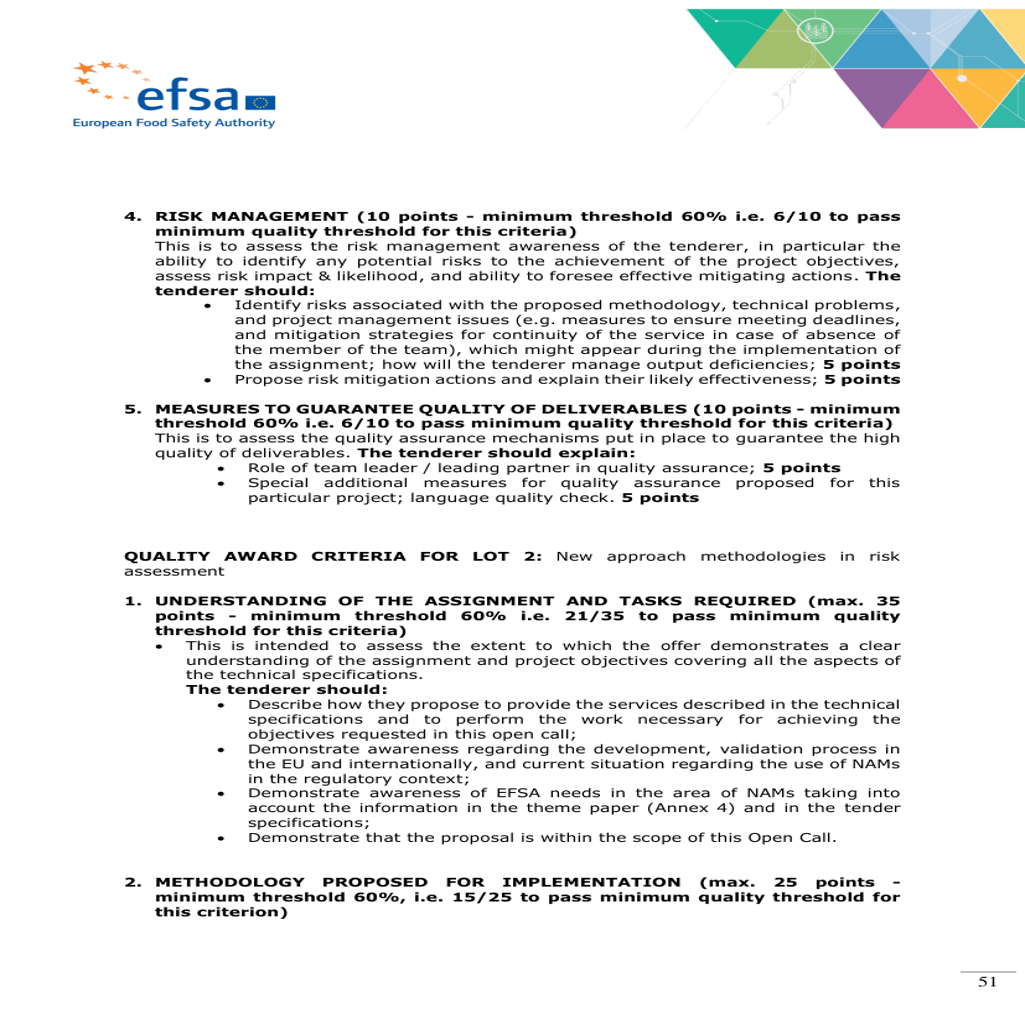 efsa
European Food Safety Authority
4. RISK MANAGEMENT (10 points - minimum threshold 60% i.e. 6/10 to pass
minimum quality threshold for this criteria)
This is to assess the risk management awareness of the tenderer, in particular the
ability to identify any potential risks to the achievement of the project objectives,
assess risk impact & likelihood, and ability to foresee effective mitigating actions. The
tenderer should:
• Identify risks associated with the proposed methodology, technical problems,
and project management issues (e.g. measures to ensure meeting deadlines,
and mitigation strategies for continuity of the service in case of absence of
the member of the team), which might appear during the implementation of
the assignment; how will the tenderer manage output deficiencies; 5 points
• Propose risk mitigation actions and explain their likely effectiveness; 5 points
5. MEASURES TO GUARANTEE QUALITY OF DELIVERABLES (10 points - minimum
threshold 60% i.e. 6/10 to pass minimum quality threshold for this criteria)
This is to assess the quality assurance mechanisms put in place to guarantee the high
quality of deliverables. The tenderer should explain:
• Role of team leader / leading partner in quality assurance; 5 points
• Special additional measures for quality assurance proposed for this
particular project; language quality check. 5 points
QUALITY AWARD CRITERIA FOR LOT 2: New approach methodologies in risk
assessment
1. UNDERSTANDING OF THE ASSIGNMENT AND TASKS REQUIRED (max. 35
points - minimum threshold 60% i.e. 21/35 to pass minimum quality
threshold for this criteria)
• This is intended to assess the extent to which the offer demonstrates a clear
understanding of the assignment and project objectives covering all the aspects of
the technical specifications.
The tenderer should:
• Describe how they propose to provide the services described in the technical
specifications and to perform the work necessary for achieving the
objectives requested in this open call;
• Demonstrate awareness regarding the development, validation process in
the EU and internationally, and current situation regarding the use of NAMs
in the regulatory context;
• Demonstrate awareness of EFSA needs in the area of NAMs taking into
account the information in the theme paper (Annex 4) and in the tender
specifications;
• Demonstrate that the proposal is within the scope of this Open Call.
2. METHODOLOGY PROPOSED FOR IMPLEMENTATION (max. 25 points -
minimum threshold 60%, i.e. 15/25 to pass minimum quality threshold for
this criterion)
51